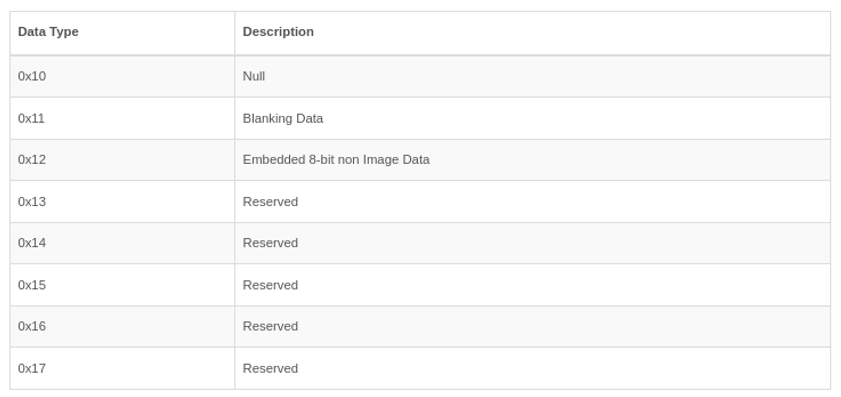 Data Type Description
0x10 Null
0x11 Blanking Data
0x12 Embedded 8-bit non Image Data
0x13 Reserved
0x14 Reserved
0x15 Reserved
0x16 Reserved
0x17 Reserved